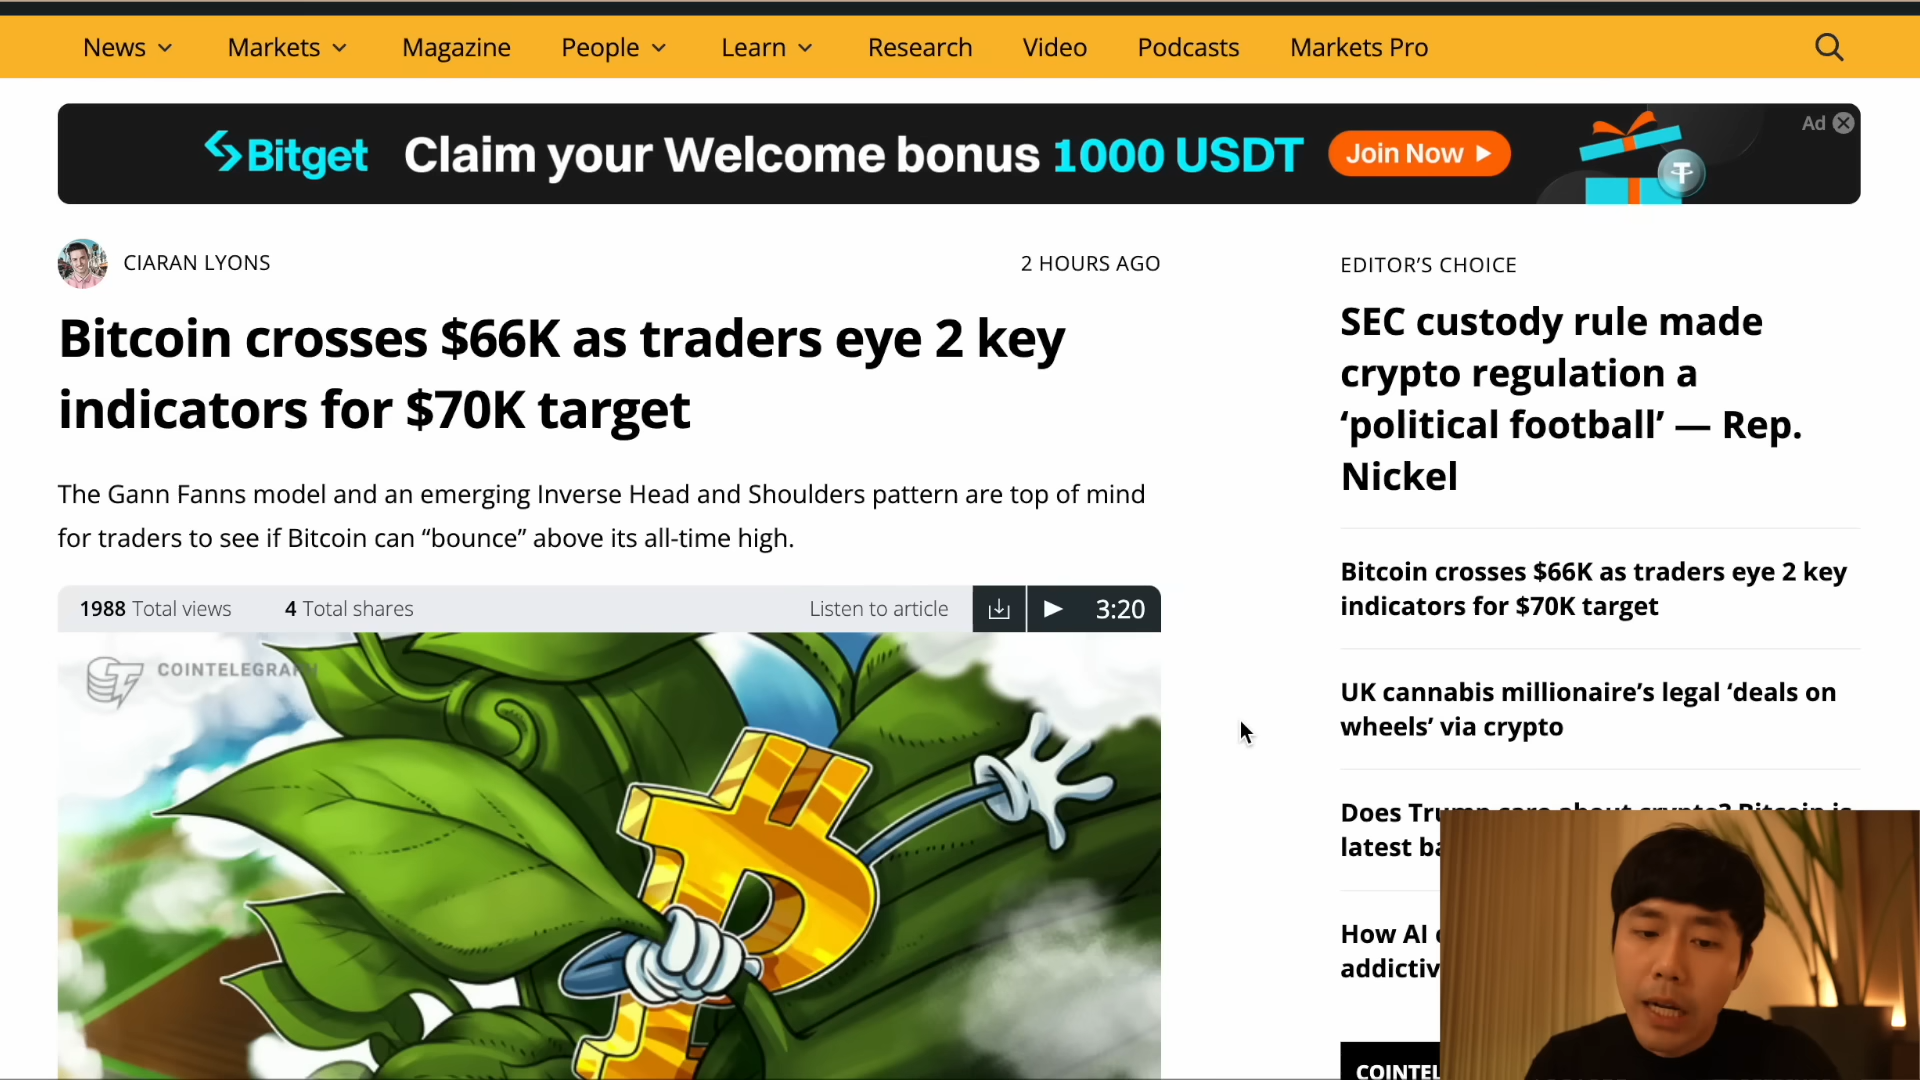 News
Markets
Magazine
People
Learn
Research
Video
Podcasts
Markets Pro
Bitget
Claim your Welcome bonus 1000 USDT
Join Now
Ad
CIARAN LYONS
2 HOURS AGO
Bitcoin crosses $66K as traders eye 2 key
indicators for $70K target
The Gann Fanns model and an emerging Inverse Head and Shoulders pattern are top of mind
for traders to see if Bitcoin can “bounce” above its all-time high.
1988 Total views
4 Total shares
Listen to article
3:20
COINTELEGRAPH
EDITOR’S CHOICE
SEC custody rule made
crypto regulation a
‘political football’ — Rep.
Nickel
Bitcoin crosses $66K as traders eye 2 key
indicators for $70K target
UK cannabis millionaire’s legal ‘deals on
wheels’ via crypto
Does Trump care about crypto? Bitcoin is
latest
How AI